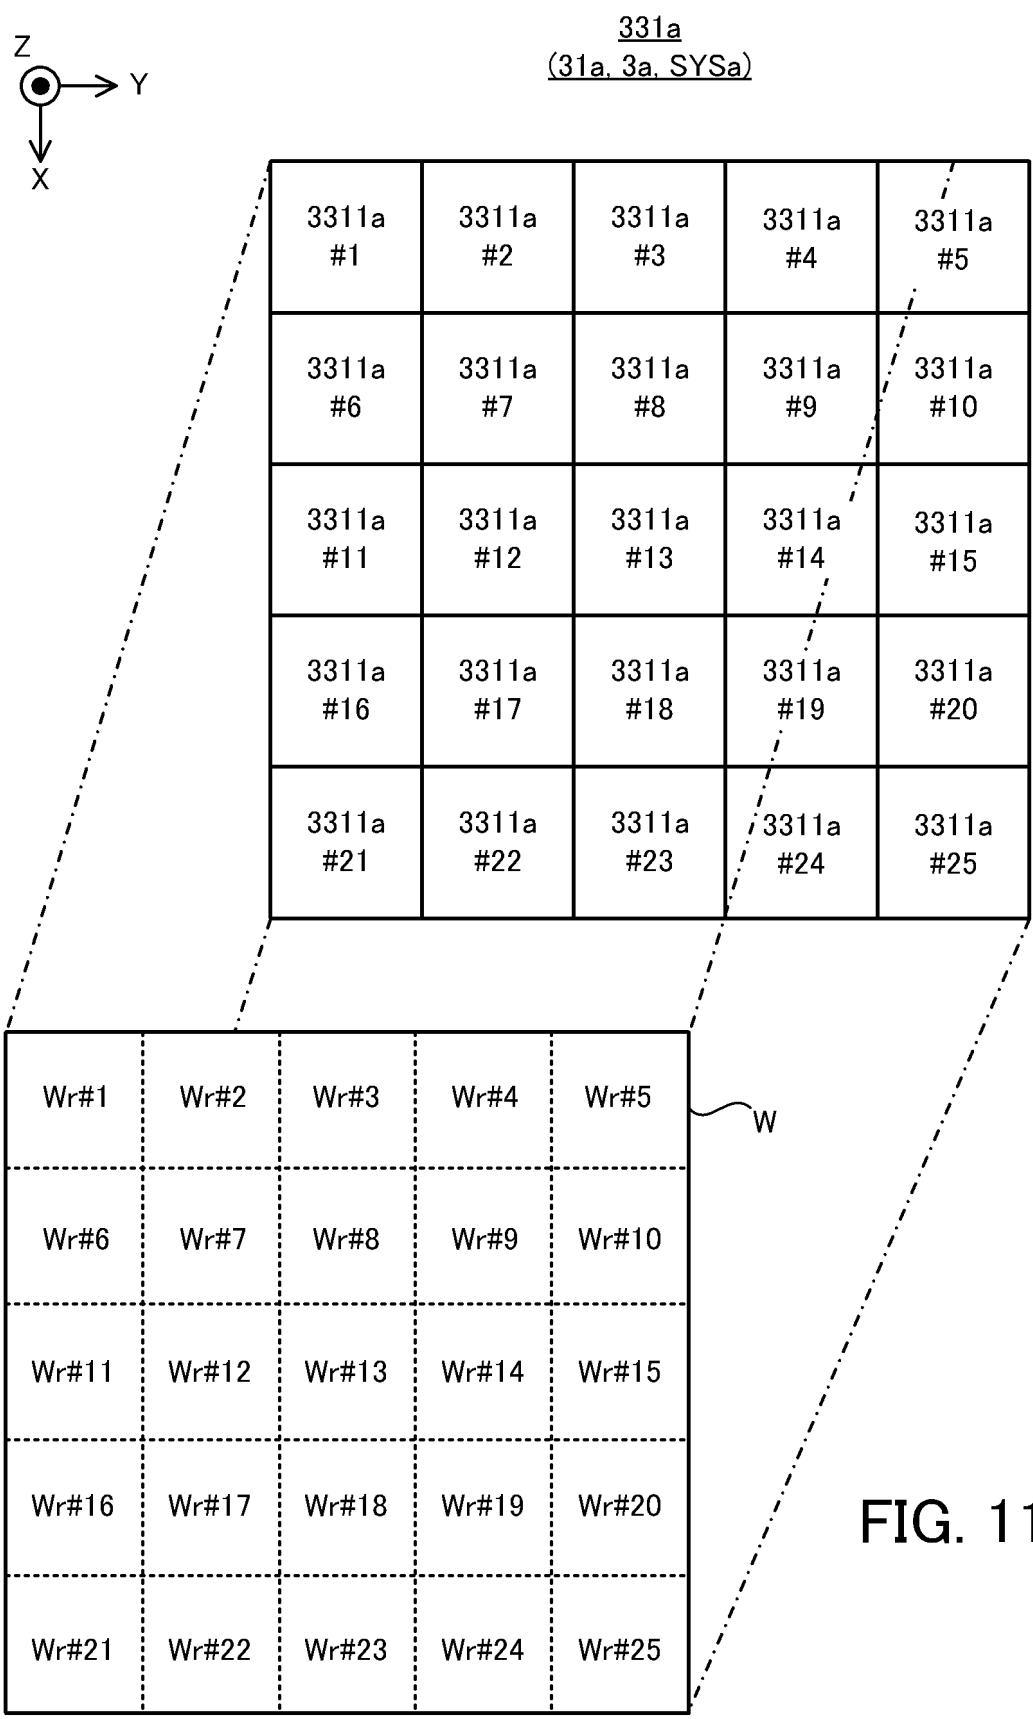 331a
(31a, 3a, SYSa)
Z
Y
X
3311a #1 3311a #2 3311a #3 3311a #4 3311a #5
3311a #6 3311a #7 3311a #8 3311a #9 3311a #10
3311a #11 3311a #12 3311a #13 3311a #14 3311a #15
3311a #16 3311a #17 3311a #18 3311a #19 3311a #20
3311a #21 3311a #22 3311a #23 3311a #24 3311a #25
Wr#1 Wr#2 Wr#3 Wr#4 Wr#5
W
Wr#6 Wr#7 Wr#8 Wr#9 Wr#10
Wr#11 Wr#12 Wr#13 Wr#14 Wr#15
Wr#16 Wr#17 Wr#18 Wr#19 Wr#20
FIG. 11
Wr#21 Wr#22 Wr#23 Wr#24 Wr#25